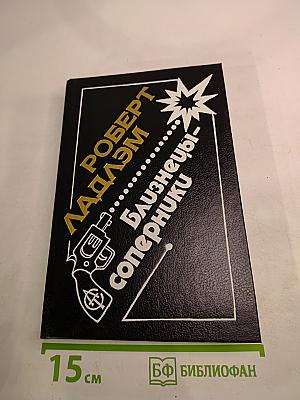 РОБЕРТ
ЛАДЛЭМ
Близнецы-
соперники
15 см
БФ БИБЛИОФАН